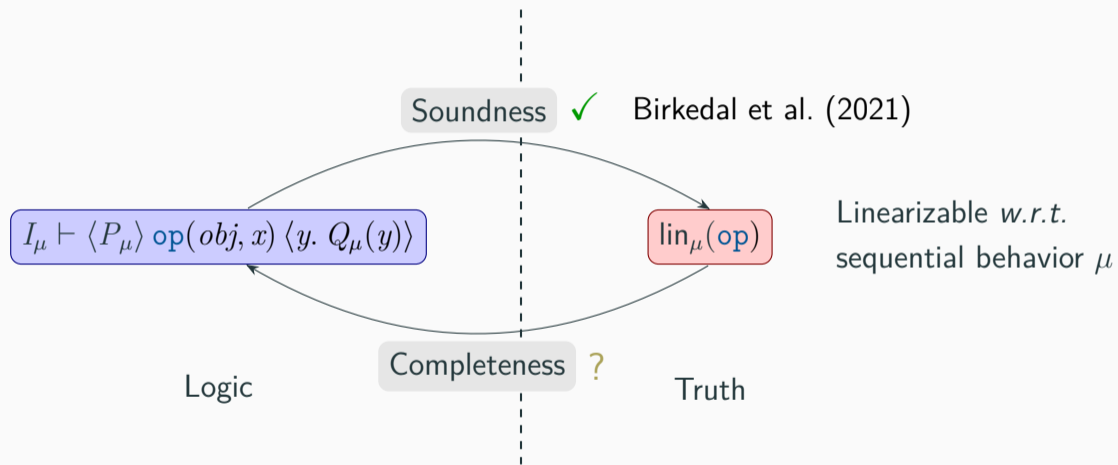 Soundness ✓ Birkedal et al. (2021)
I_μ ⊢ ⟨P_μ⟩ op(obj, x) ⟨y. Q_μ(y)⟩
lin_μ(op)
Linearizable w.r.t.
sequential behavior μ
Completeness ?
Logic
Truth